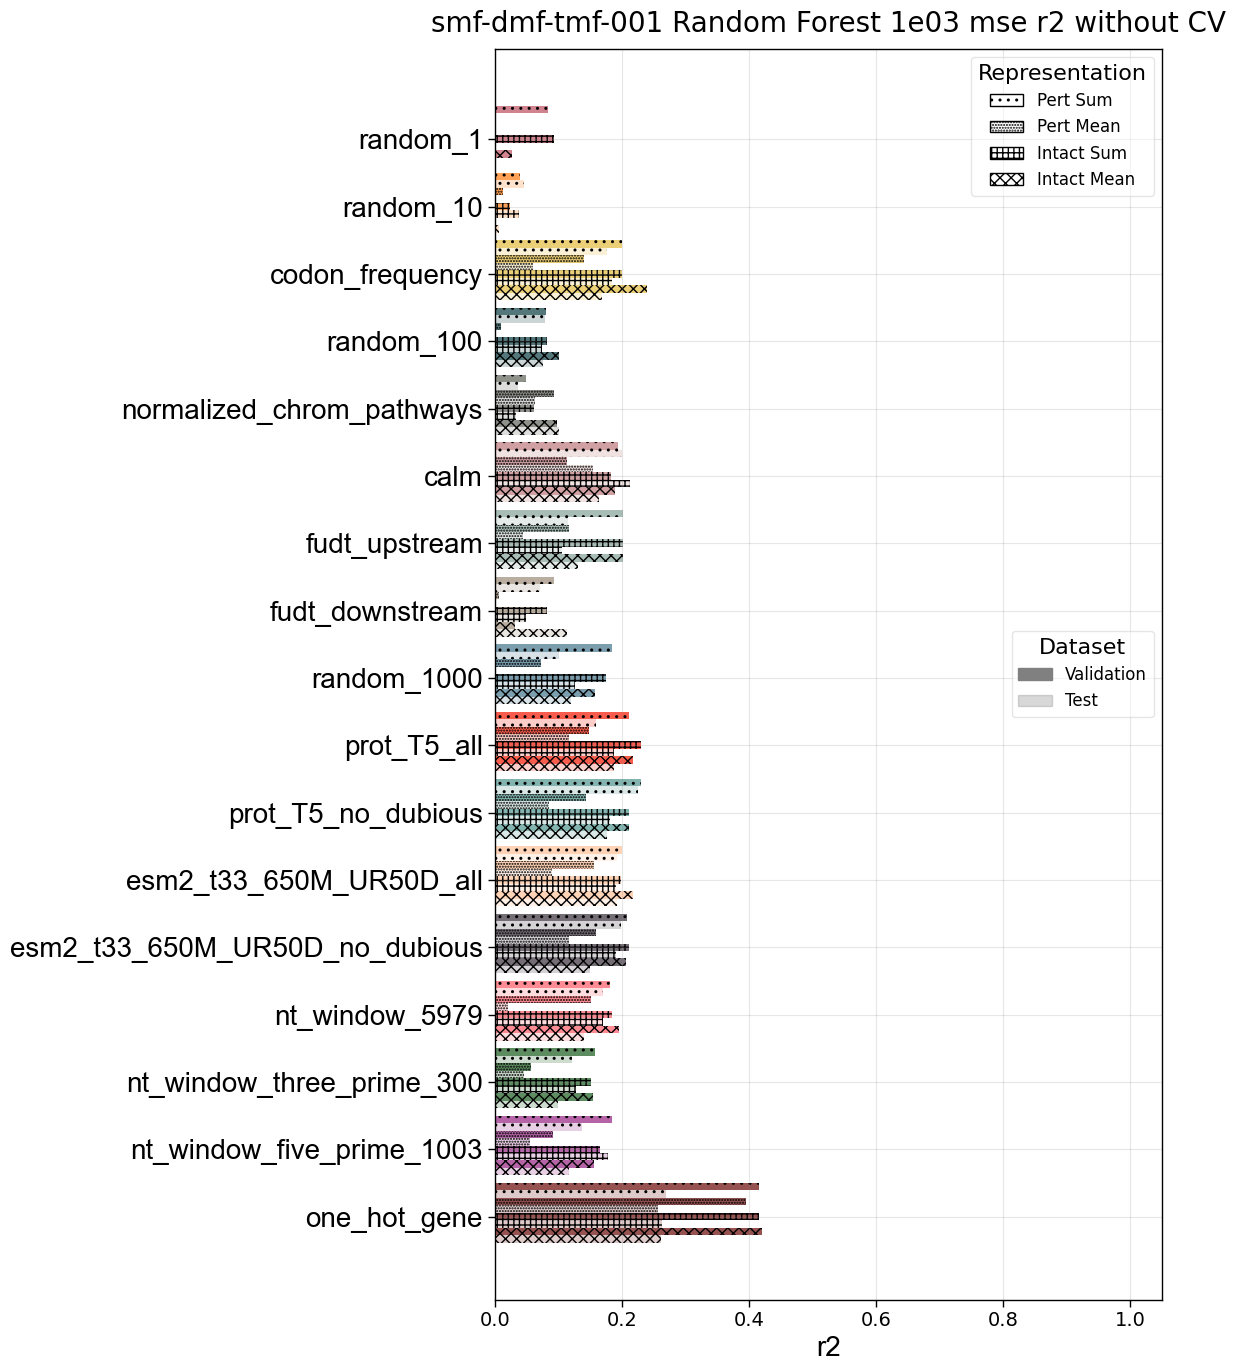 smf-dmf-tmf-001 Random Forest 1e03 mse r2 without CV
Representation
Pert Sum
Pert Mean
Intact Sum
Intact Mean
random_1
random_10
codon_frequency
random_100
normalized_chrom_pathways
calm
fudt_upstream
fudt_downstream
random_1000
Dataset
Validation
Test
prot_T5_all
prot_T5_no_dubious
esm2_t33_650M_UR50D_all
esm2_t33_650M_UR50D_no_dubious
nt_window_5979
nt_window_three_prime_300
nt_window_five_prime_1003
one_hot_gene
0.0 0.2 0.4 0.6 0.8 1.0
r2